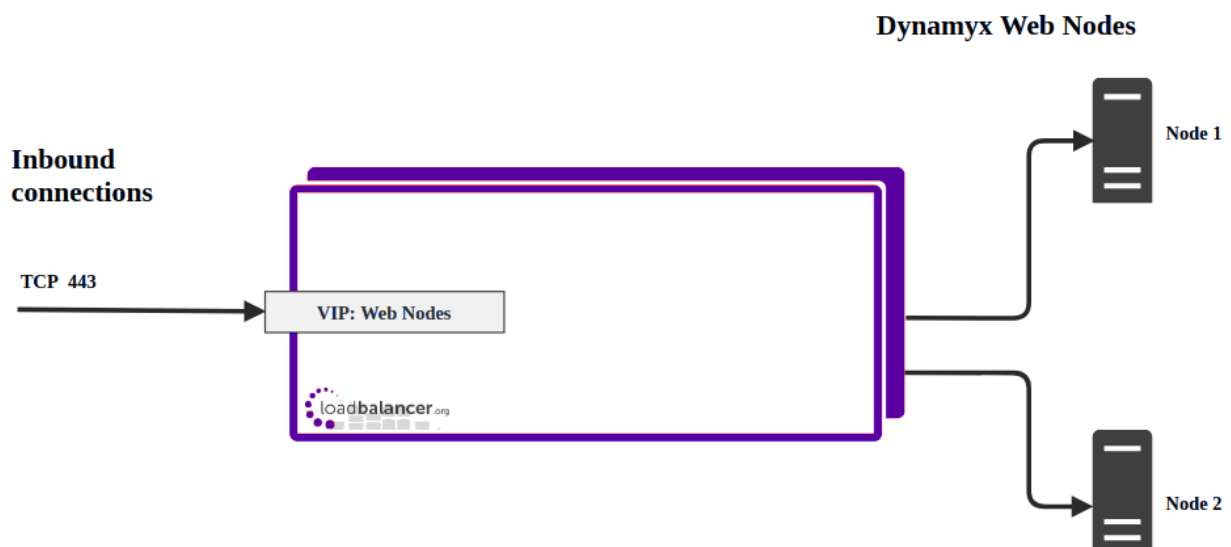 Dynamyx Web Nodes
Node 1
Inbound
connections
TCP 443
VIP: Web Nodes
loadbalancer.org
Node 2